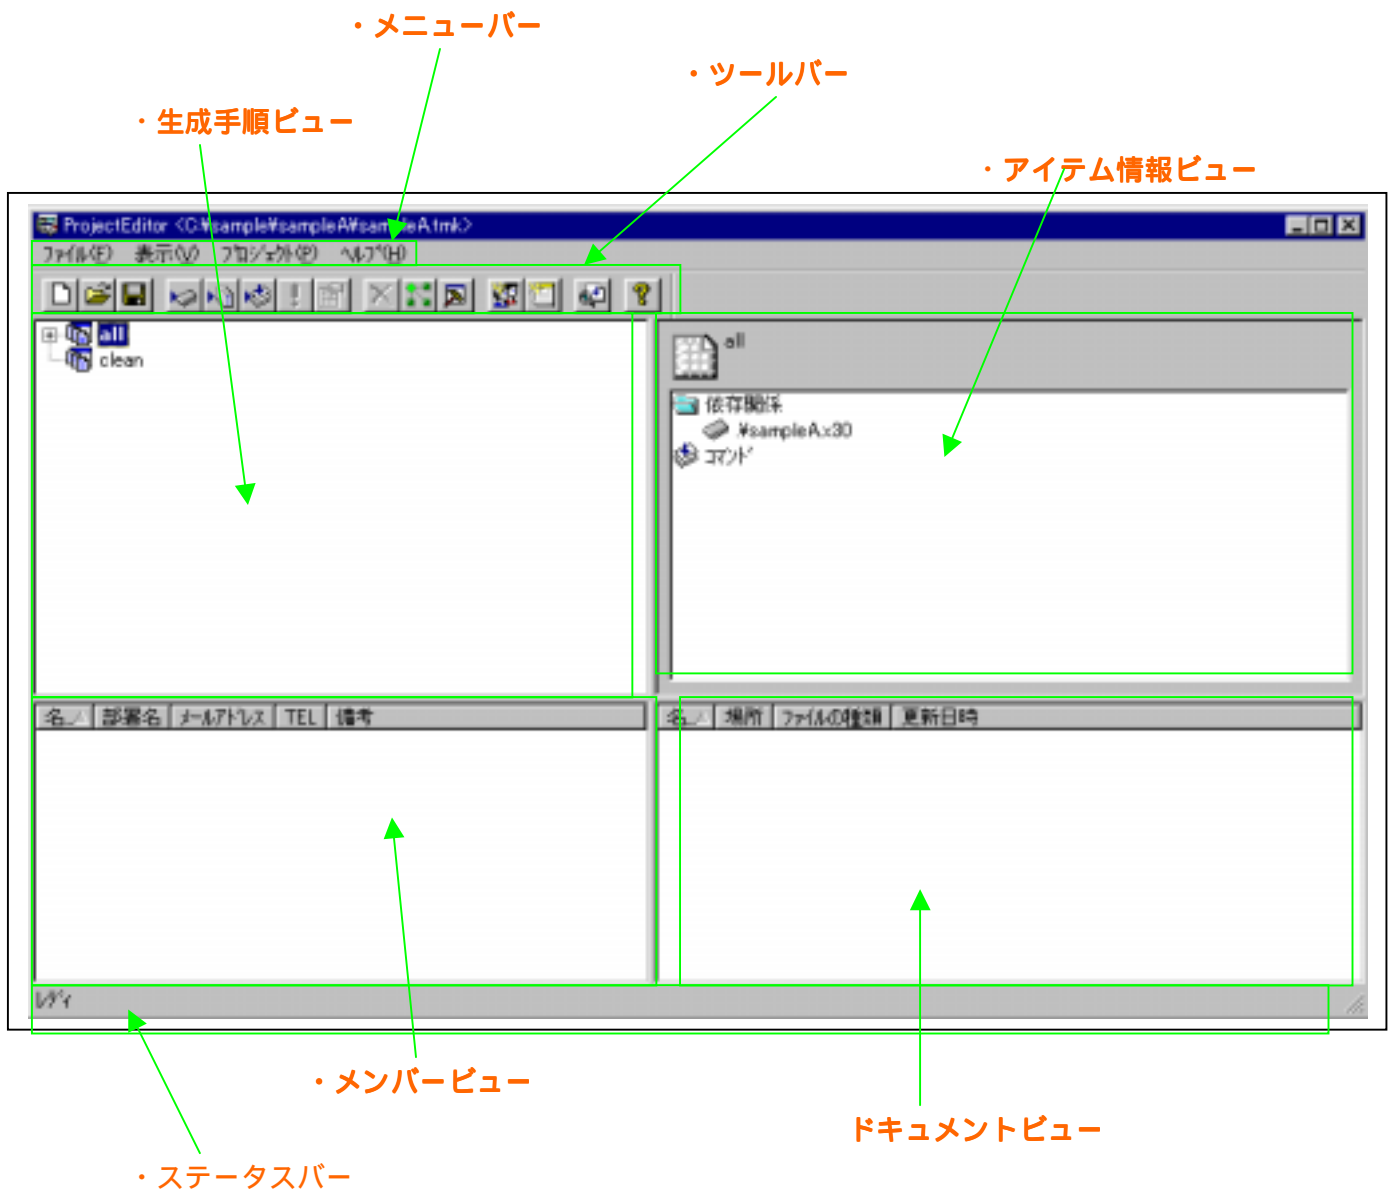 ・メニューバー
・ツールバー
・生成手順ビュー
・アイテム情報ビュー
ProjectEditor <C:¥sample¥sampleA¥sampleA.tmk>
ファイル(F) 表示(V) プロジェクト(P) ヘルプ(H)
all
clean
all
依存関係
.¥sampleA.x30
コマンド
名... 部署名 メールアドレス TEL 備考
名... 場所 ファイルの種類 更新日時
レディ
・メンバービュー
ドキュメントビュー
・ステータスバー